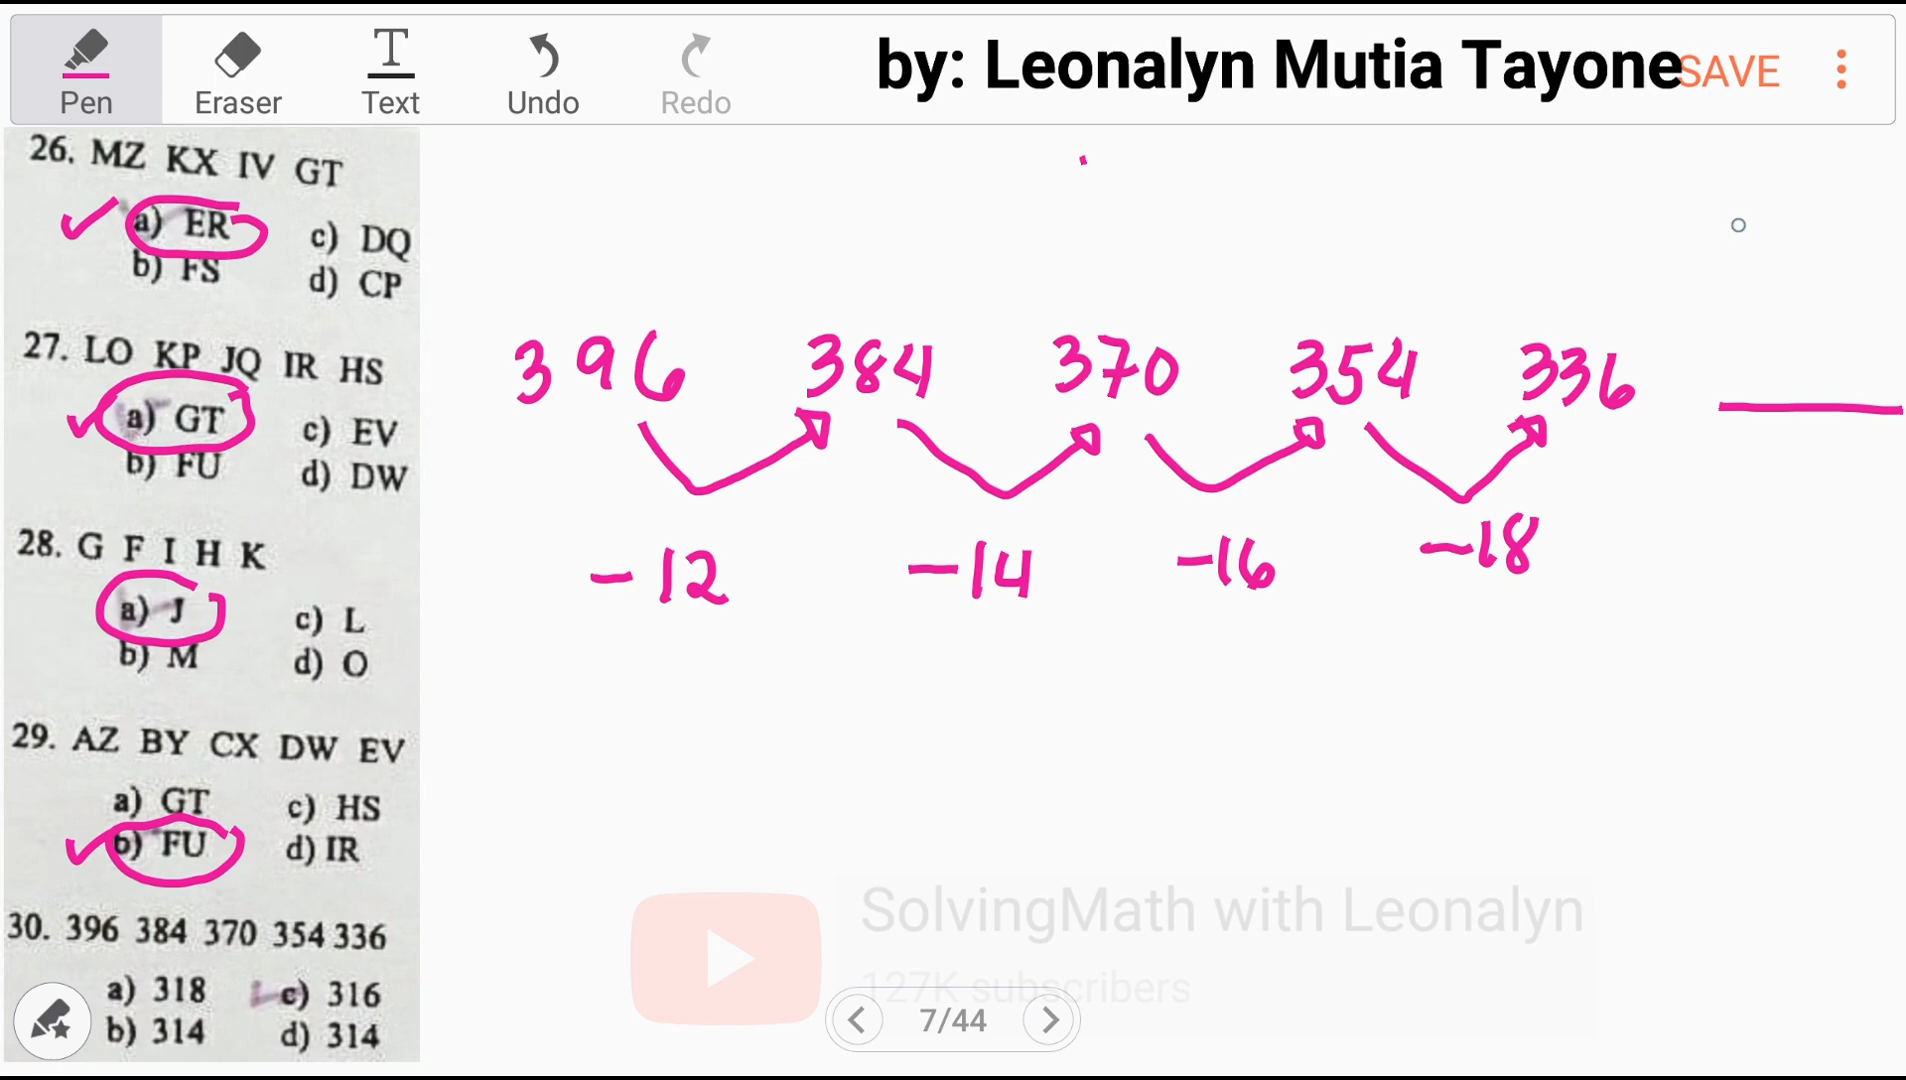 Pen Eraser Text Undo Redo by: Leonalyn Mutia Tayone SAVE
26. MZ KX IV GT
a) ER c) DQ
b) FS d) CP
27. LO KP JQ IR HS
a) GT c) EV
b) FU d) DW
28. G F I H K
a) J c) L
b) M d) O
29. AZ BY CX DW EV
a) GT c) HS
b) FU d) IR
30. 396 384 370 354 336
a) 318 c) 316
b) 314 d) 314
396 384 370 354 336
-12 -14 -16 -18
SolvingMath with Leonalyn
127K subscribers
7/44